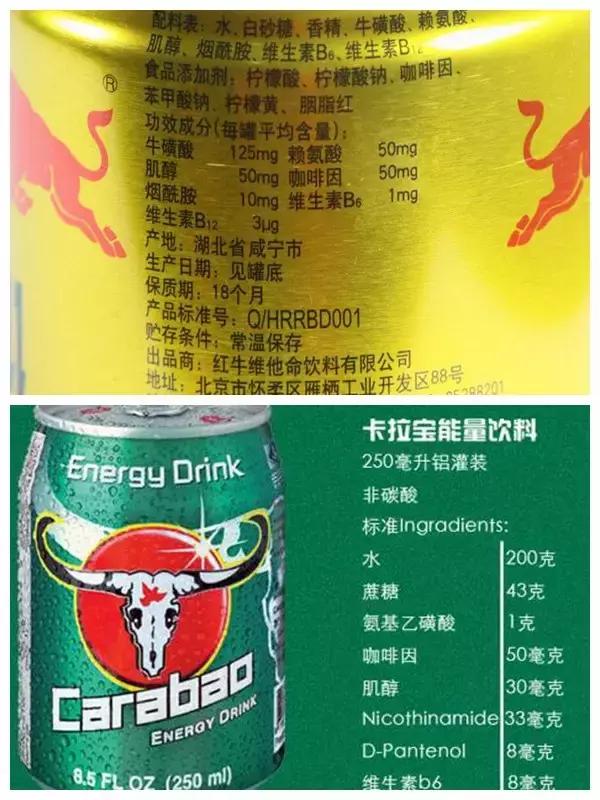 配料表：水、白砂糖、香精、牛磺酸、赖氨酸、
肌醇、烟酰胺、维生素B₆、维生素B₁₂
食品添加剂：柠檬酸、柠檬酸钠、咖啡因、
苯甲酸钠、柠檬黄、胭脂红
®
功效成分(每罐平均含量)：
牛磺酸 125mg 赖氨酸 50mg
肌醇 50mg 咖啡因 50mg
烟酰胺 10mg 维生素B₆ 1mg
维生素B₁₂ 3μg
产地：湖北省咸宁市
生产日期：见罐底
保质期：18个月
产品标准号：Q/HRRBD001
贮存条件：常温保存
出品商：红牛维他命饮料有限公司
地址：北京市怀柔区雁栖工业开发区88号
Energy Drink
Carabao
ENERGY DRINK
8.5 FL OZ (250 ml)
卡拉宝能量饮料
250毫升铝灌装
非碳酸
标准Ingredients:
水 200克
蔗糖 43克
氨基乙磺酸 1克
咖啡因 50毫克
肌醇 30毫克
Nicothinamide 33毫克
D-Pantenol 8毫克
维生素b6 8毫克